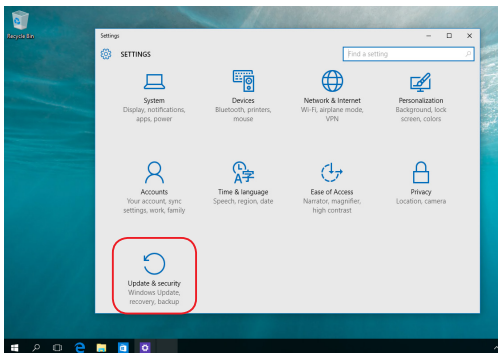 Recycle Bin
Settings
SETTINGS
Find a setting
System
Display, notifications,
apps, power
Devices
Bluetooth, printers,
mouse
Network & Internet
Wi-Fi, airplane mode,
VPN
Personalization
Background, lock
screen, colors
Accounts
Your account, sync
settings, work, family
Time & language
Speech, region, date
Ease of Access
Narrator, magnifier,
high contrast
Privacy
Location, camera
Update & security
Windows Update,
recovery, backup